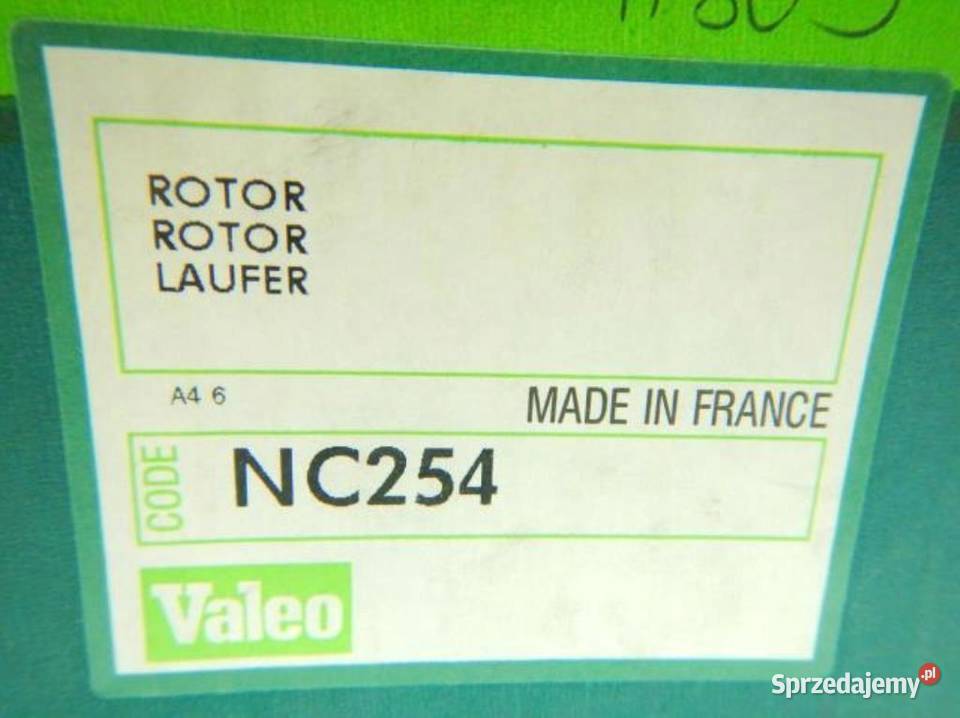 ROTOR
ROTOR
LAUFER
A4 6
MADE IN FRANCE
CODE
NC254
Valeo
Sprzedajemy.pl